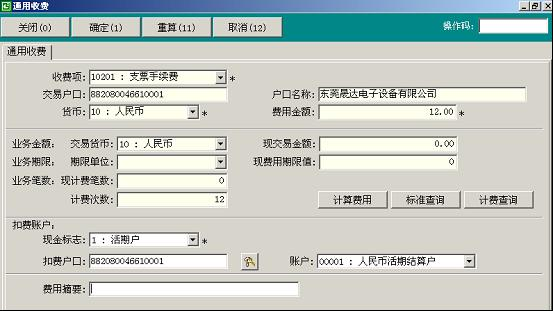 通用收费
关闭(0) 确定(1) 重算(11) 取消(12) 操作码:
通用收费
收费项: 10201 : 支票手续费 *
交易户口: 882080046610001 户口名称: 东莞晟达电子设备有限公司
货币: 10 : 人民币 * 费用金额: 12.00 *
业务金额: 交易货币: 10 : 人民币 现交易金额: 0.00
业务期限: 期限单位: 现费用期限值: 0
业务笔数: 现计费笔数: 0
计费次数: 12 计算费用 标准查询 计费查询
扣费账户:
现金标志: 1 : 活期户 *
扣费户口: 882080046610001 账户: 00001 : 人民币活期结算户
费用摘要: